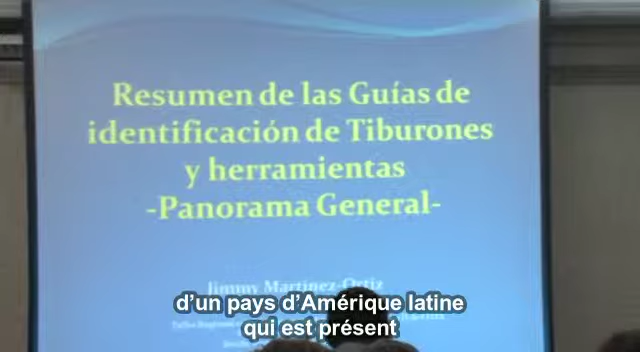 Resumen de las Guías de
identificación de Tiburones
y herramientas
-Panorama General-
Jimmy Martínez-Ortiz
d'un pays d'Amérique latine
qui est présent